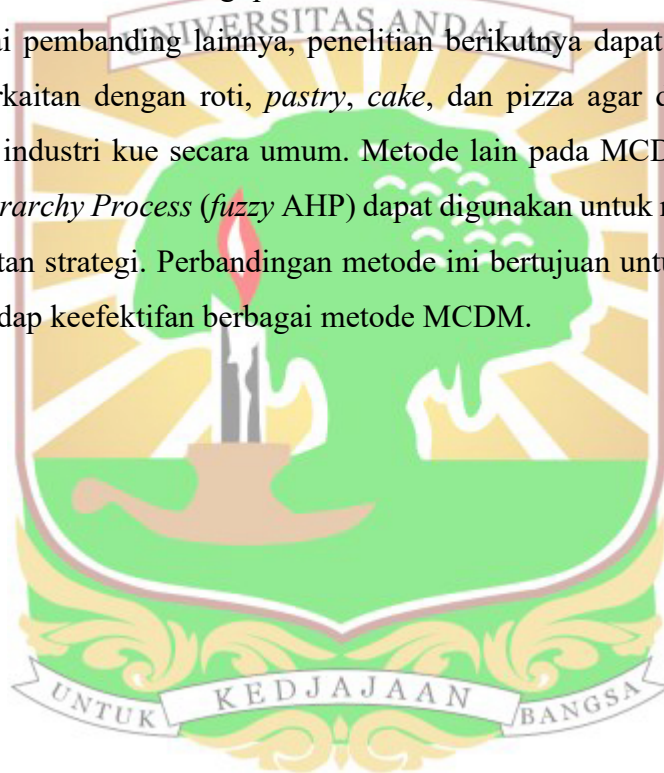 UNIVERSITAS ANDALAS
ai pembanding lainnya, penelitian berikutnya dapat
rkaitan dengan roti, pastry, cake, dan pizza agar d
industri kue secara umum. Metode lain pada MCD
rarchy Process (fuzzy AHP) dapat digunakan untuk
tan strategi. Perbandingan metode ini bertujuan untu
dap keefektifan berbagai metode MCDM.
UNTUK KEDJAJAAN BANGSA